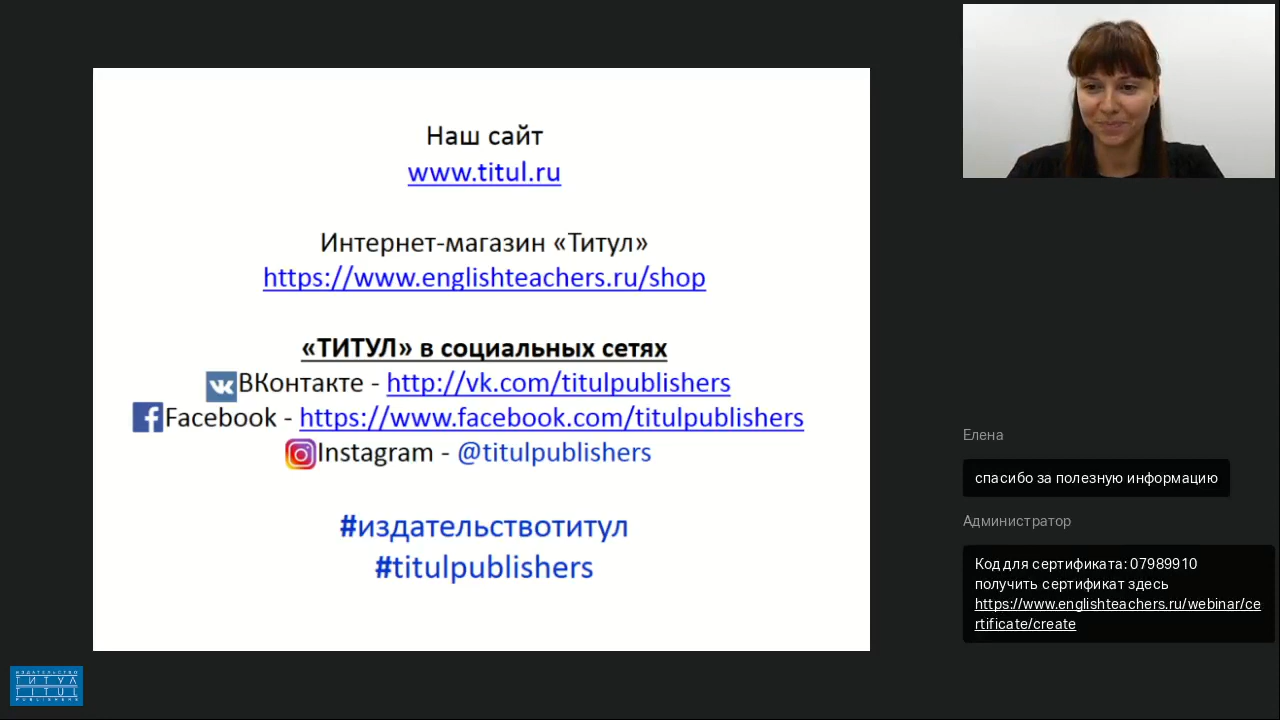 Наш сайт
www.titul.ru
Интернет-магазин «Титул»
https://www.englishteachers.ru/shop
«ТИТУЛ» в социальных сетях
ВКонтакте - http://vk.com/titulpublishers
Facebook - https://www.facebook.com/titulpublishers
Instagram - @titulpublishers
#издательствотитул
#titulpublishers
Елена
спасибо за полезную информацию
Администратор
Код для сертификата: 07989910
получить сертификат здесь
https://www.englishteachers.ru/webinar/ce
rtificate/create
ИЗДАТЕЛЬСТВО
ТИТУЛ
TITUL
PUBLISHERS